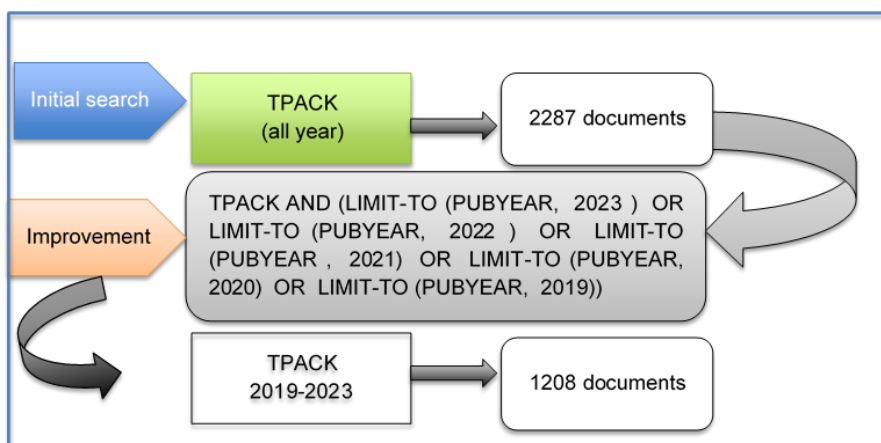 Initial search
TPACK
(all year)
2287 documents
Improvement
TPACK AND (LIMIT-TO (PUBYEAR, 2023 ) OR
LIMIT-TO (PUBYEAR, 2022 ) OR LIMIT-TO
(PUBYEAR , 2021) OR LIMIT-TO (PUBYEAR,
2020) OR LIMIT-TO (PUBYEAR, 2019))
TPACK
2019-2023
1208 documents